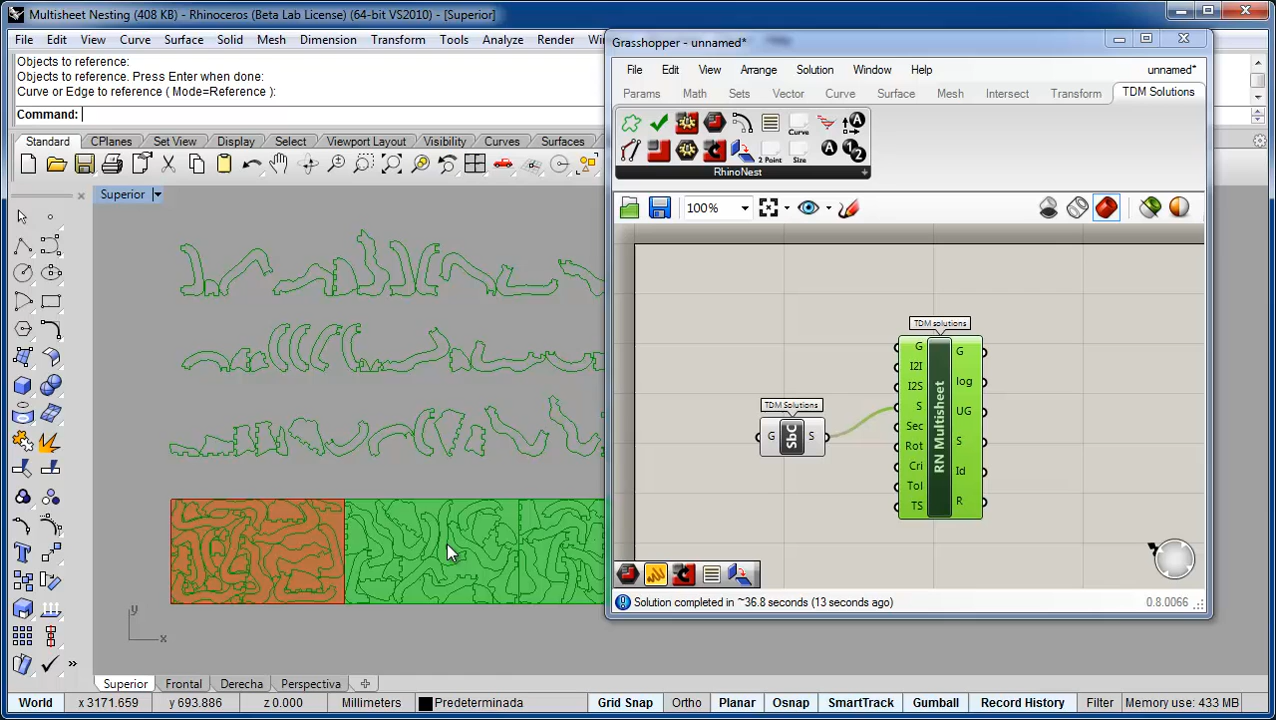 Multisheet Nesting (408 KB) - Rhinoceros (Beta Lab License) (64-bit VS2010) - [Superior]
File Edit View Curve Surface Solid Mesh Dimension Transform Tools Analyze Render
Objects to reference:
Objects to reference. Press Enter when done:
Curve or Edge to reference ( Mode=Reference ):
Command:
Standard CPlanes Set View Display Select Viewport Layout Visibility Curves Surfaces
Superior
Grasshopper - unnamed*
File Edit View Arrange Solution Window Help unnamed*
Params Math Sets Vector Curve Surface Mesh Intersect Transform TDM Solutions
Curve
2 Point Size
RhinoNest
100%
TDM solutions
G
I2I
I2S
S
Sec
Rot
Cri
Tol
TS
RN Multisheet
G
log
UG
S
Id
R
TDM Solutions
G SbC S
Solution completed in ~36.8 seconds (13 seconds ago) 0.8.0066
y
x
Superior Frontal Derecha Perspectiva
World x 3171.659 y 693.886 z 0.000 Millimeters Predeterminada Grid Snap Ortho Planar Osnap SmartTrack Gumball Record History Filter Memory use: 433 MB